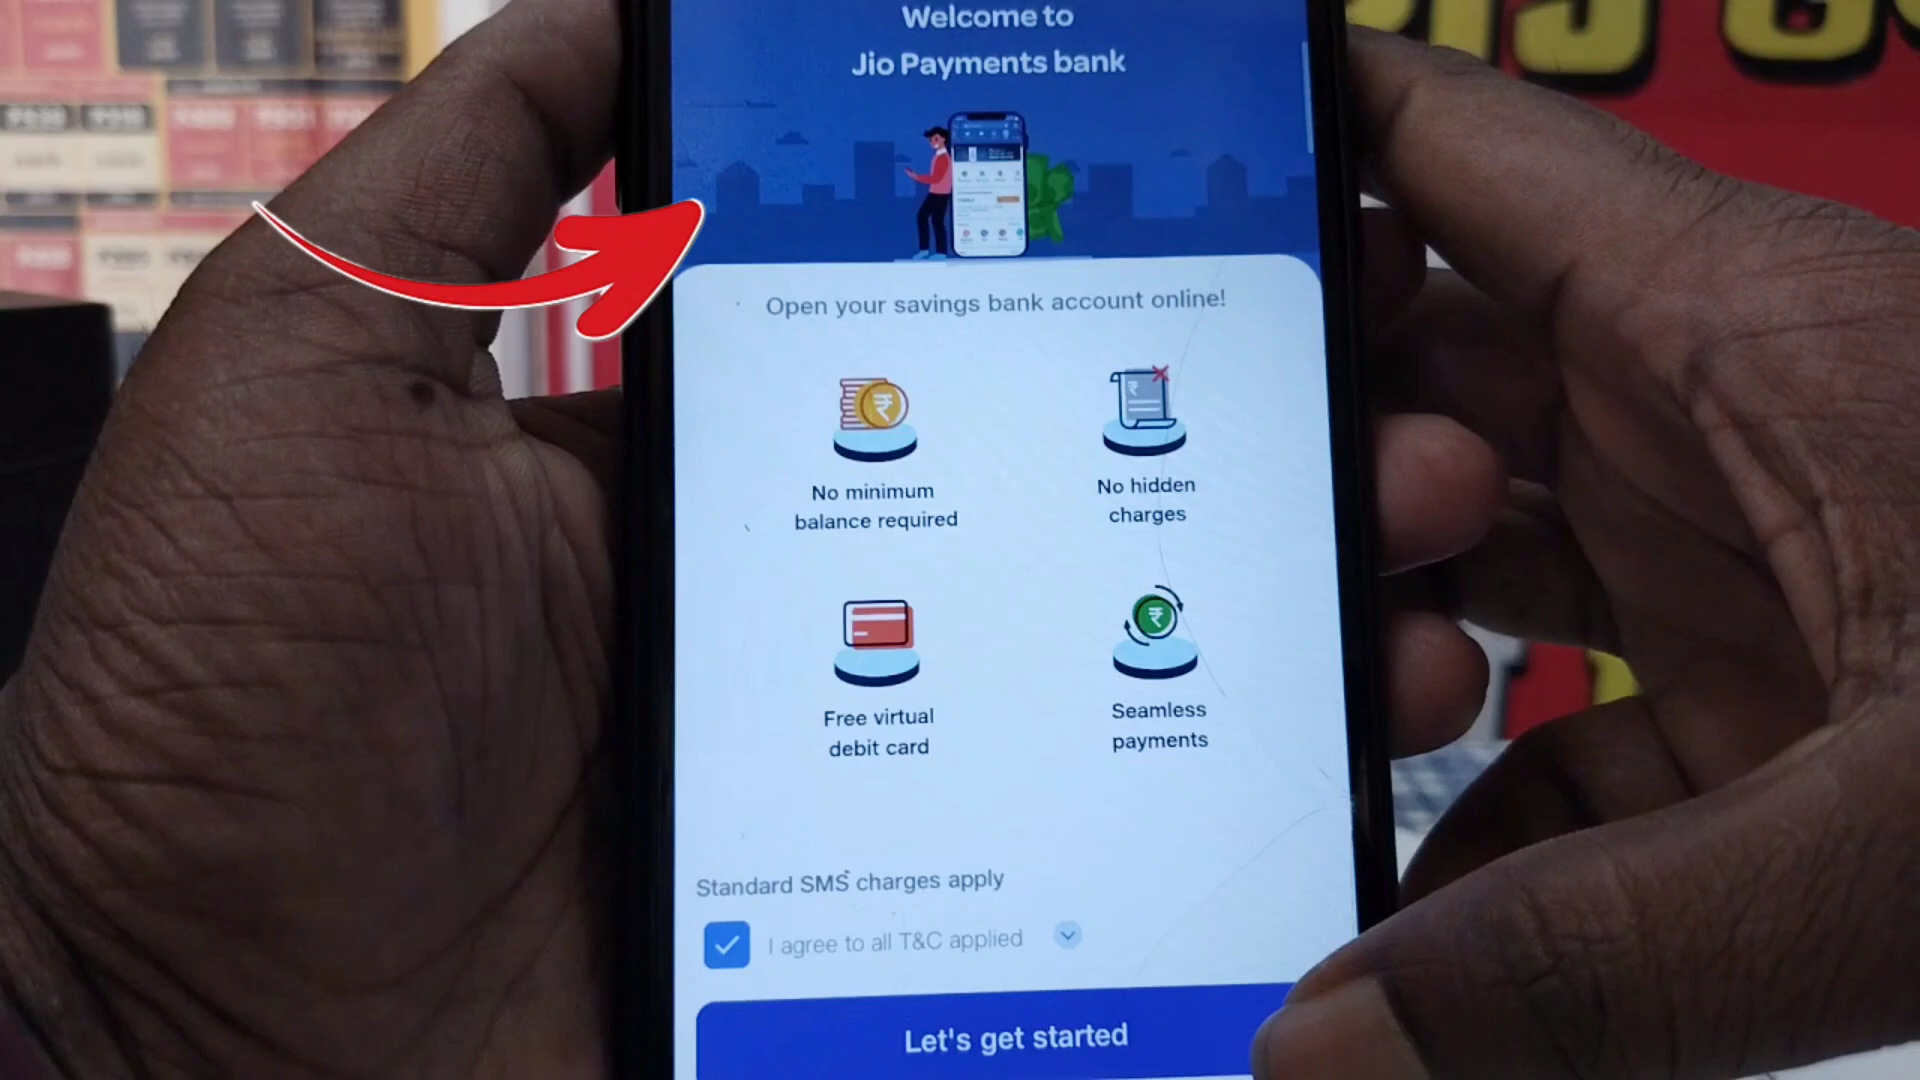 Welcome to
Jio Payments bank
Open your savings bank account online!
No minimum
balance required
No hidden
charges
Free virtual
debit card
Seamless
payments
Standard SMS charges apply
I agree to all T&C applied
Let's get started